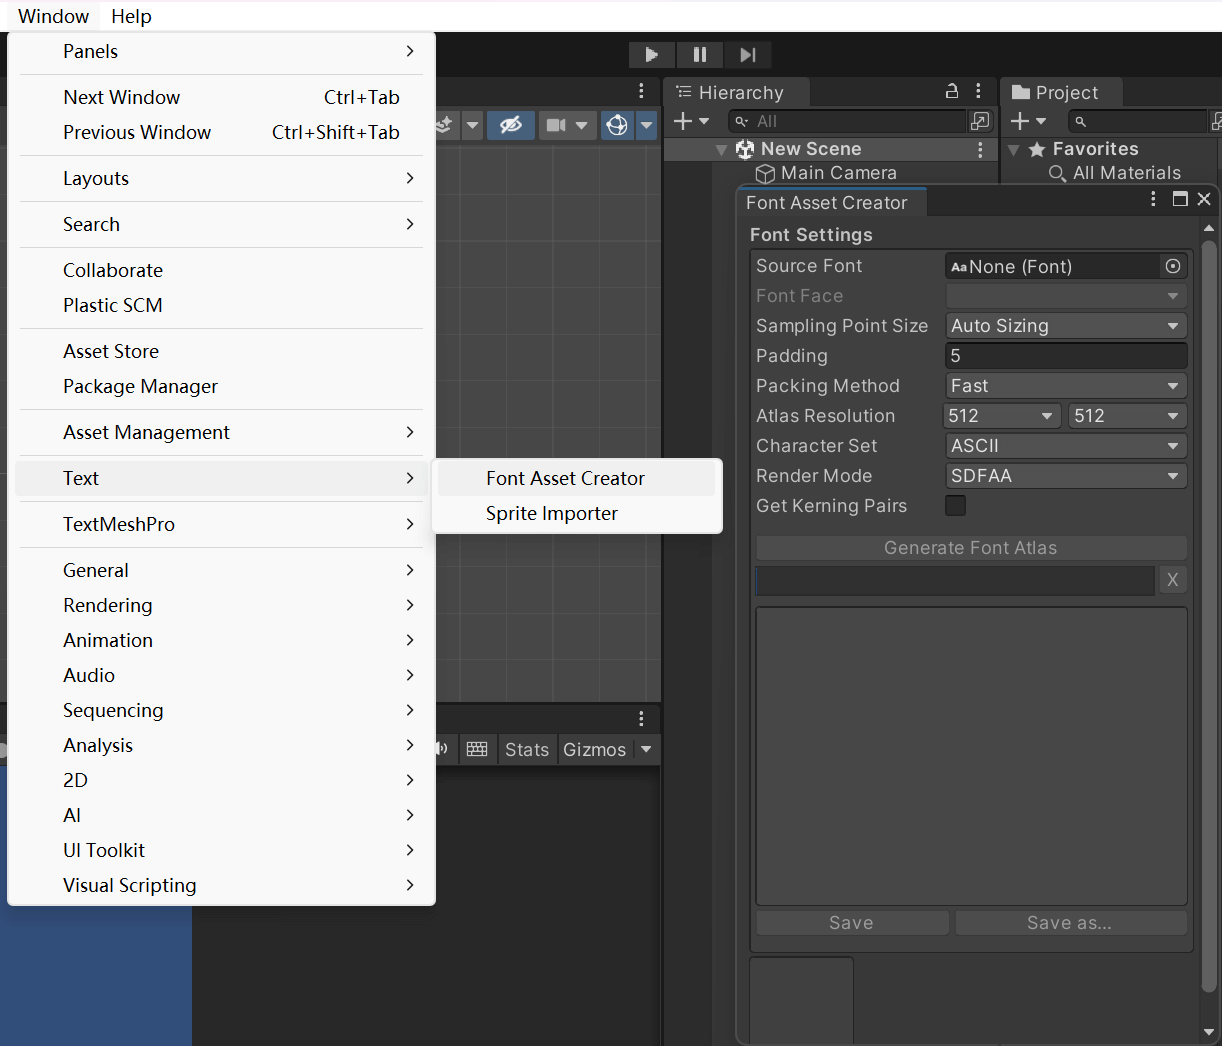 Window Help
Panels
Next Window Ctrl+Tab
Previous Window Ctrl+Shift+Tab
Layouts
Search
Collaborate
Plastic SCM
Asset Store
Package Manager
Asset Management
Text
TextMeshPro
General
Rendering
Animation
Audio
Sequencing
Analysis
2D
AI
UI Toolkit
Visual Scripting
Font Asset Creator
Sprite Importer
Stats Gizmos
Hierarchy
All
New Scene
Main Camera
Project
Favorites
All Materials
Font Asset Creator
Font Settings
Source Font Aa None (Font)
Font Face
Sampling Point Size Auto Sizing
Padding 5
Packing Method Fast
Atlas Resolution 512 512
Character Set ASCII
Render Mode SDFAA
Get Kerning Pairs
Generate Font Atlas
X
Save Save as...